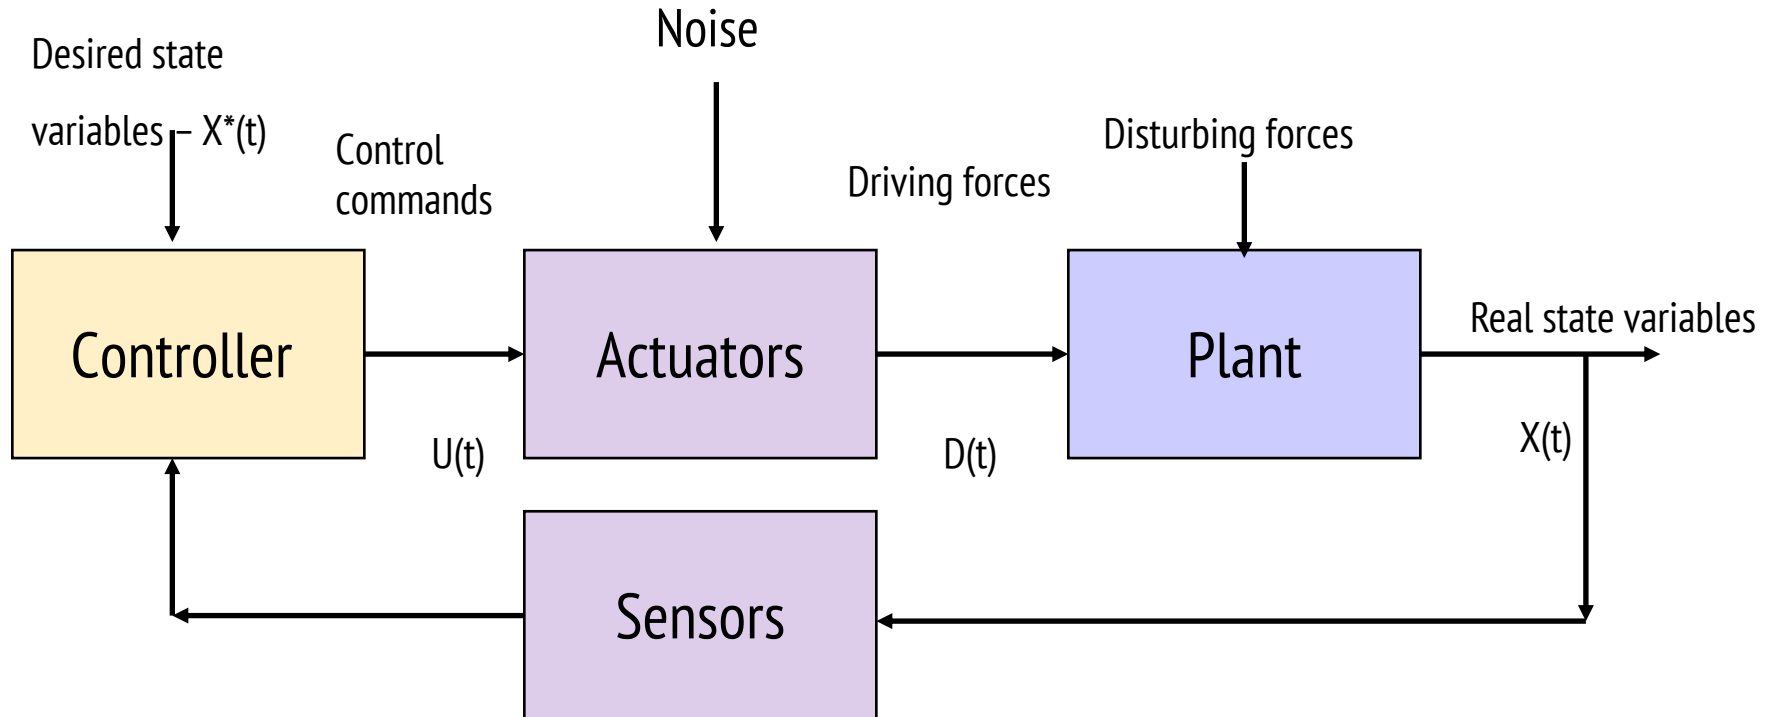 Noise
Desired state
variables – X*(t)
Control
commands
Disturbing forces
Driving forces
Controller
Actuators
Plant
Real state variables
U(t)
D(t)
X(t)
Sensors